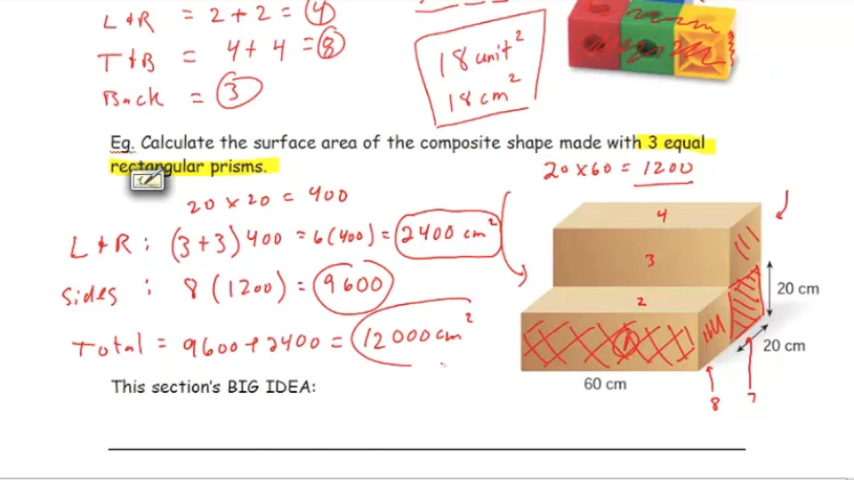 L & R = 2 + 2 = 4
T & B = 4 + 4 = 8
Back = 3
18 unit²
18 cm²
Eg. Calculate the surface area of the composite shape made with 3 equal
rectangular prisms.
20 x 60 = 1200
20 x 20 = 400
L & R : (3 + 3) 400 = 6(400) = 2400 cm²
Sides : 8 (1200) = 9600
Total = 9600 + 2400 = 12000 cm²
4
3
2
1
20 cm
20 cm
60 cm
8
7
This section's BIG IDEA: